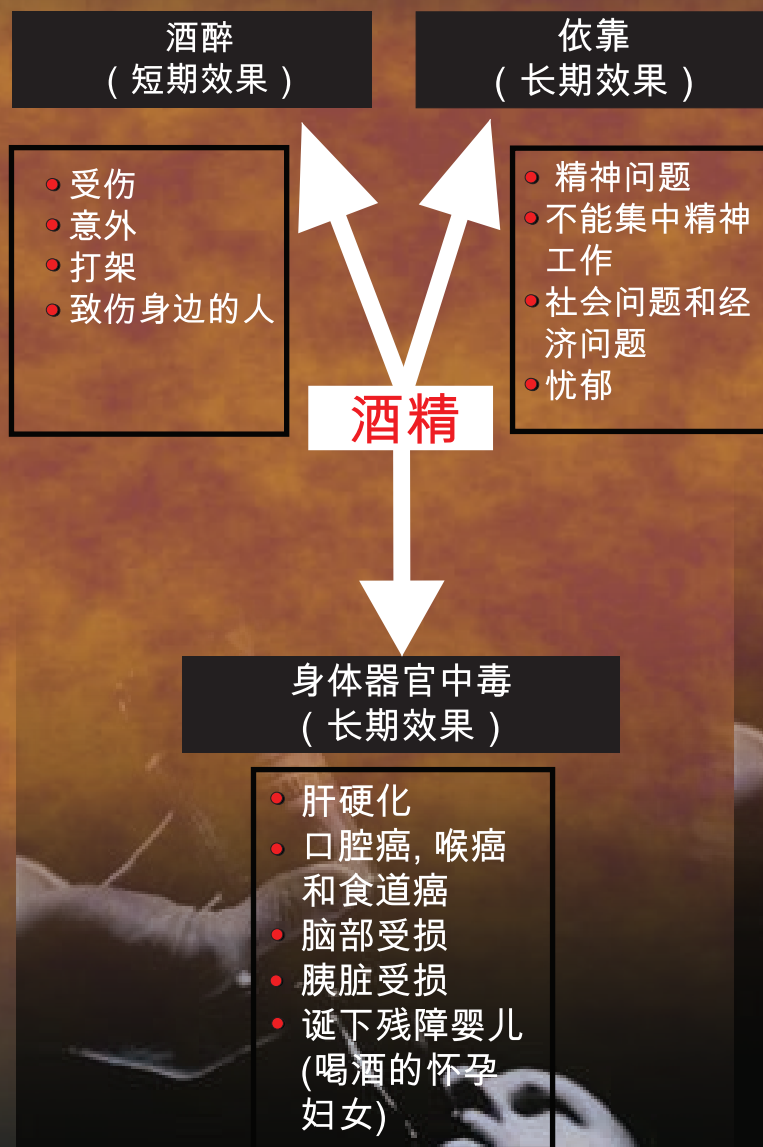 酒醉
( 短期效果 )
受伤
意外
打架
致伤身边的人
依靠
( 长期效果 )
精神问题
不能集中精神
工作
社会问题和经
济问题
忧郁
酒精
身体器官中毒
( 长期效果 )
肝硬化
口腔癌, 喉癌
和食道癌
脑部受损
胰脏受损
诞下残障婴儿
(喝酒的怀孕
妇女)